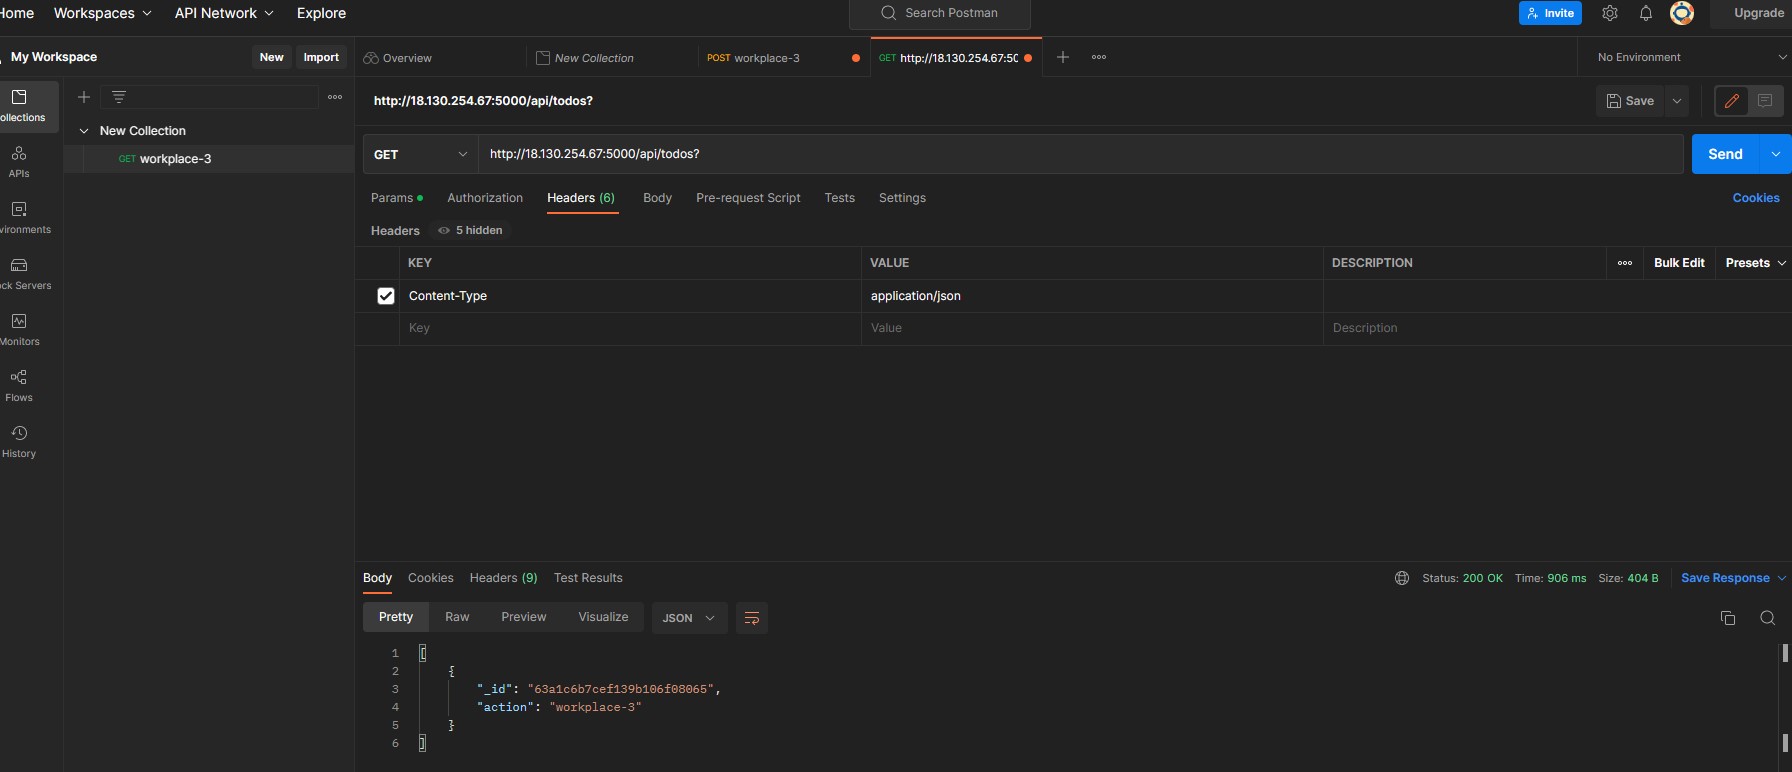 Home Workspaces API Network Explore Search Postman Invite Upgrade
My Workspace New Import Overview New Collection POST workplace-3 GET http://18.130.254.67:50 No Environment
ollections
http://18.130.254.67:5000/api/todos? Save
New Collection
GET workplace-3
GET http://18.130.254.67:5000/api/todos? Send
APIs
Params Authorization Headers (6) Body Pre-request Script Tests Settings Cookies
vironments
Headers 5 hidden
KEY VALUE DESCRIPTION Bulk Edit Presets
ck Servers
Content-Type application/json
Key Value Description
Monitors
Flows
History
Body Cookies Headers (9) Test Results Status: 200 OK Time: 906 ms Size: 404 B Save Response
Pretty Raw Preview Visualize JSON
1 [
2 {
3 "_id": "63a1c6b7cef139b106f08065",
4 "action": "workplace-3"
5 }
6 ]